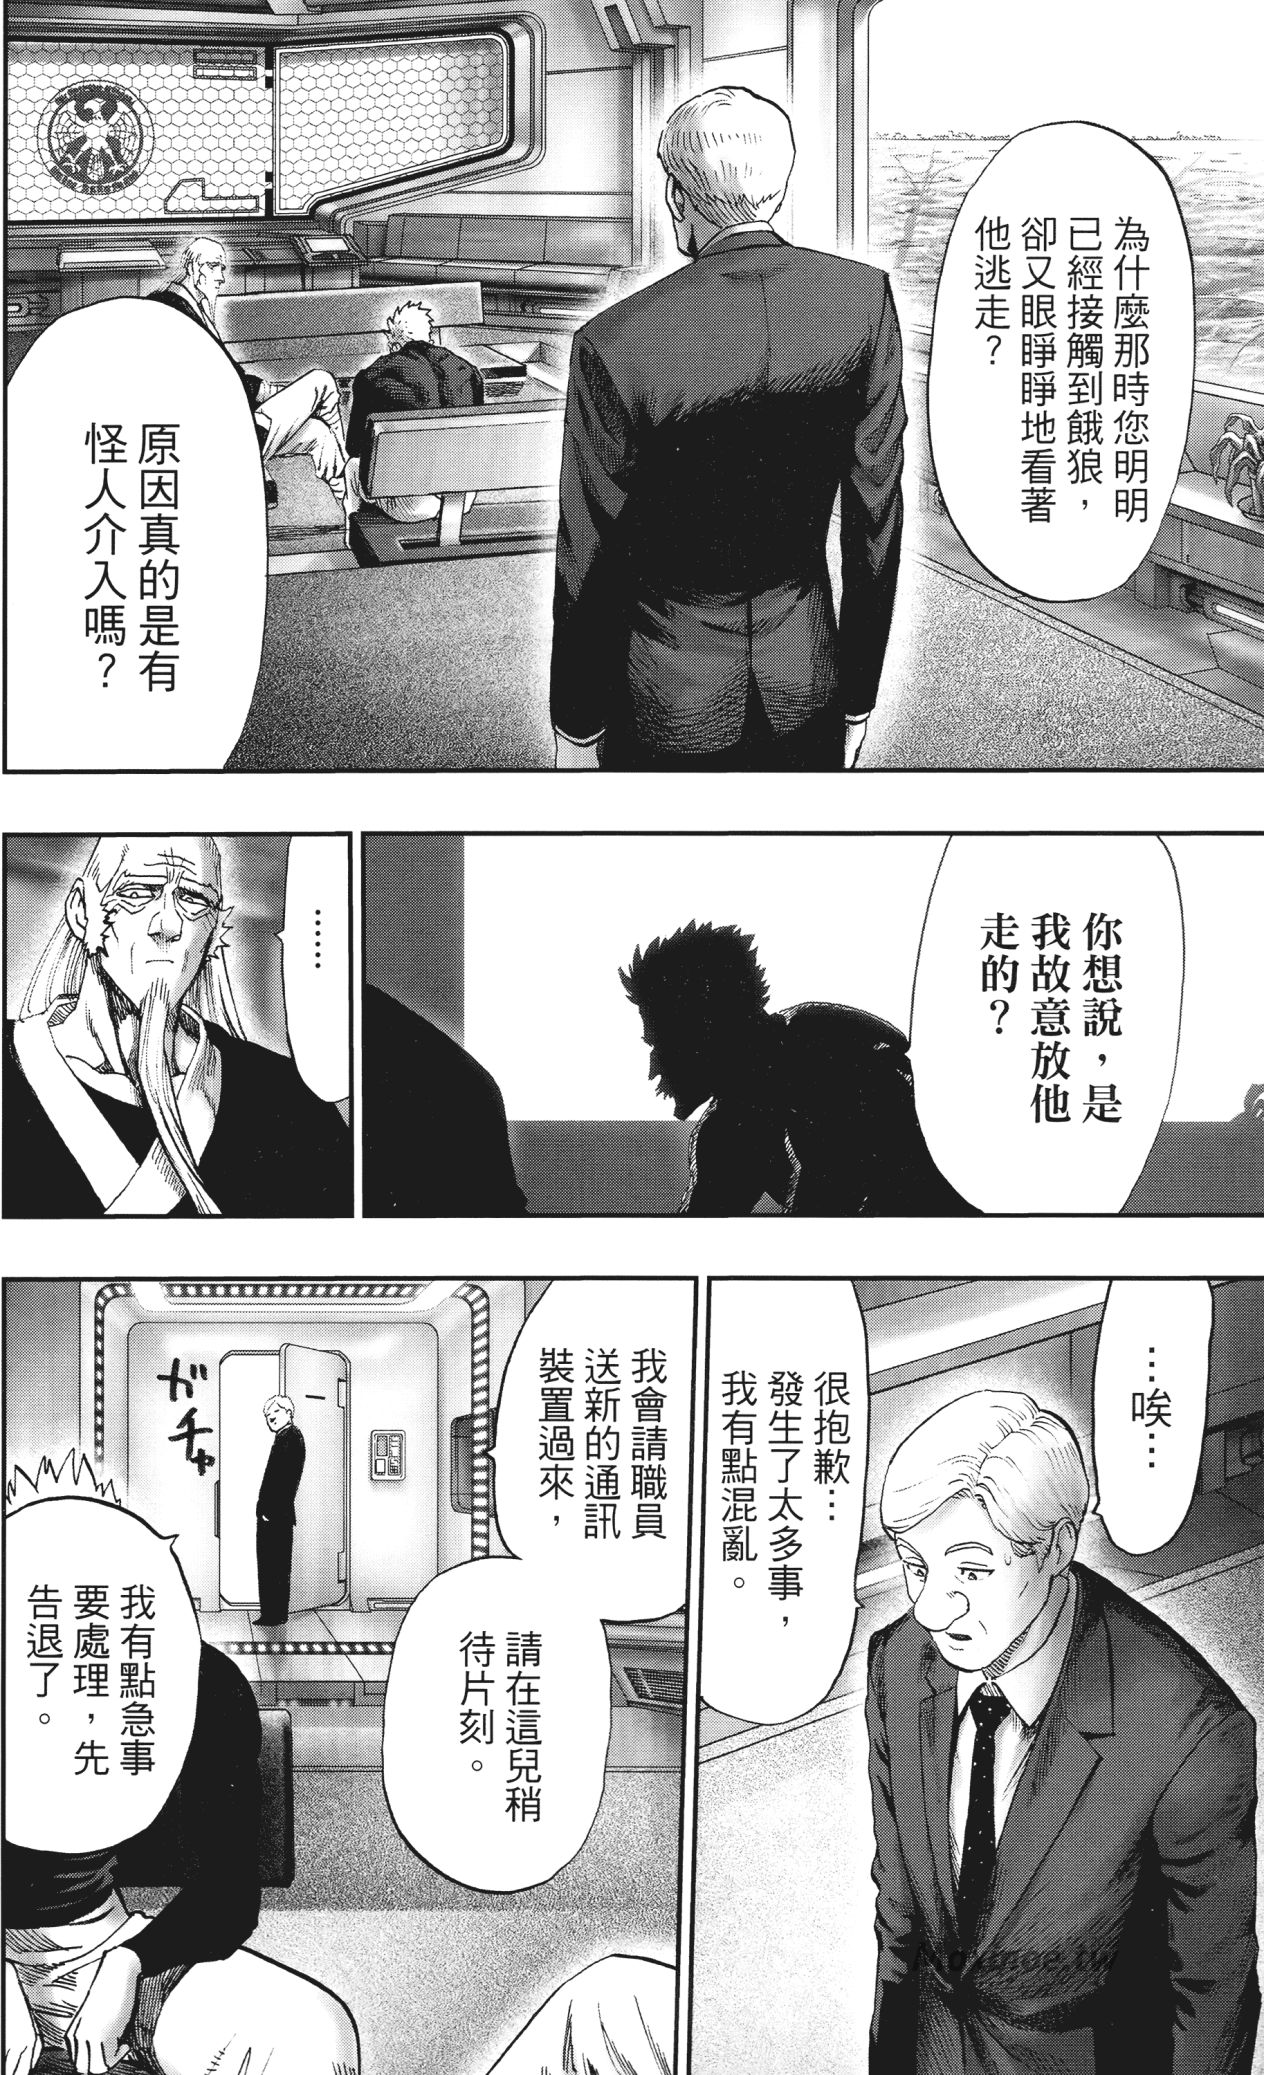 為什麼那時您明明
已經接觸到餓狼，
卻又眼睜睜地看著
他逃走？
原因真的是有
怪人介入嗎？
你想說，是
我故意放他
走的？
……
…唉…
很抱歉…
發生了太多事，
我有點混亂。
我會請職員
送新的通訊
裝置過來，
請在這兒稍
待片刻。
ガチャ
我有點急事
要處理，先
告退了。